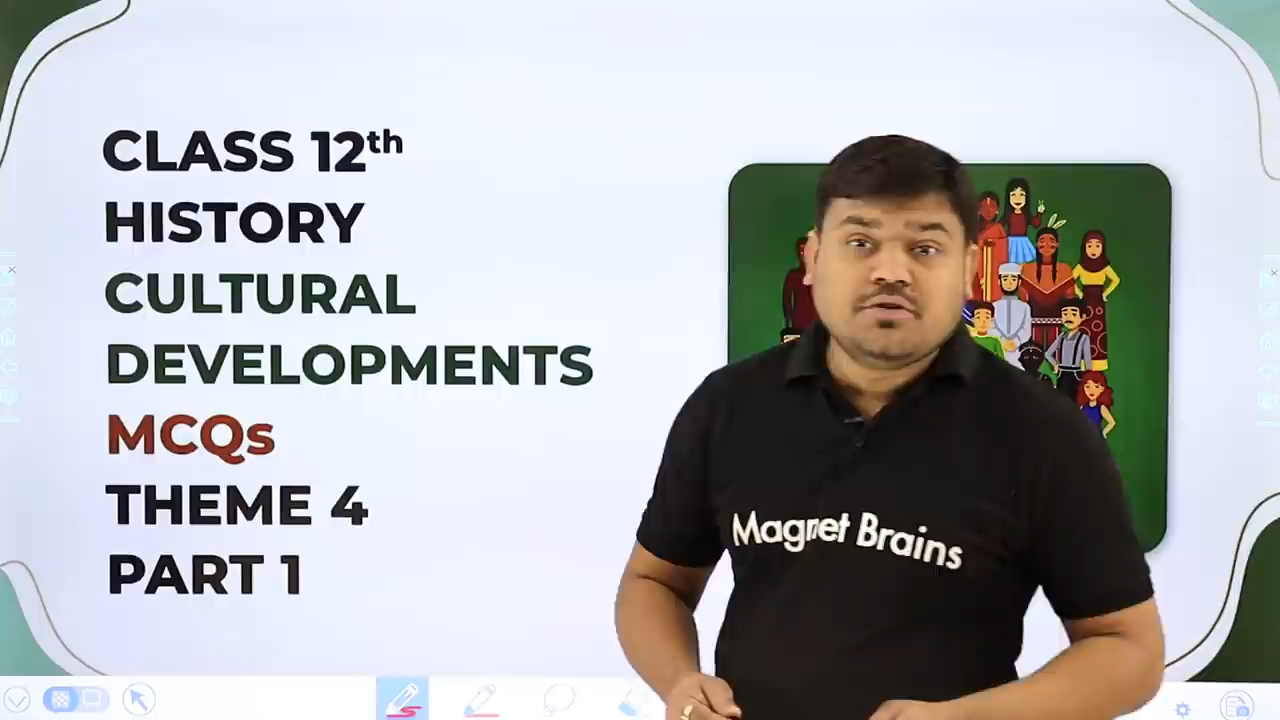 CLASS 12th
HISTORY
CULTURAL
DEVELOPMENTS
MCQs
THEME 4
PART 1
Magnet Brains